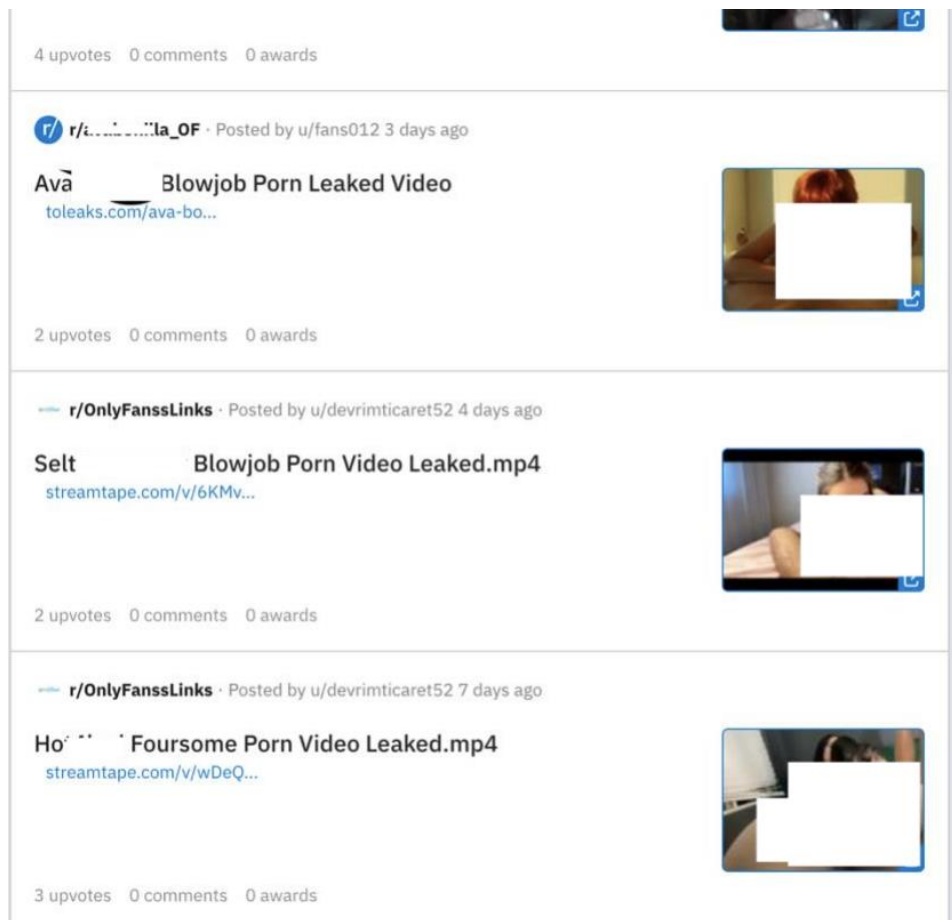 4 upvotes 0 comments 0 awards
r/ · Posted by u/fans012 3 days ago
Ava Blowjob Porn Leaked Video
toleaks.com/ava-bo...
2 upvotes 0 comments 0 awards
r/OnlyFanssLinks · Posted by u/devrimticaret52 4 days ago
Selt Blowjob Porn Video Leaked.mp4
streamtape.com/v/6KMv...
2 upvotes 0 comments 0 awards
r/OnlyFanssLinks · Posted by u/devrimticaret52 7 days ago
Foursome Porn Video Leaked.mp4
streamtape.com/v/wDeQ...
3 upvotes 0 comments 0 awards